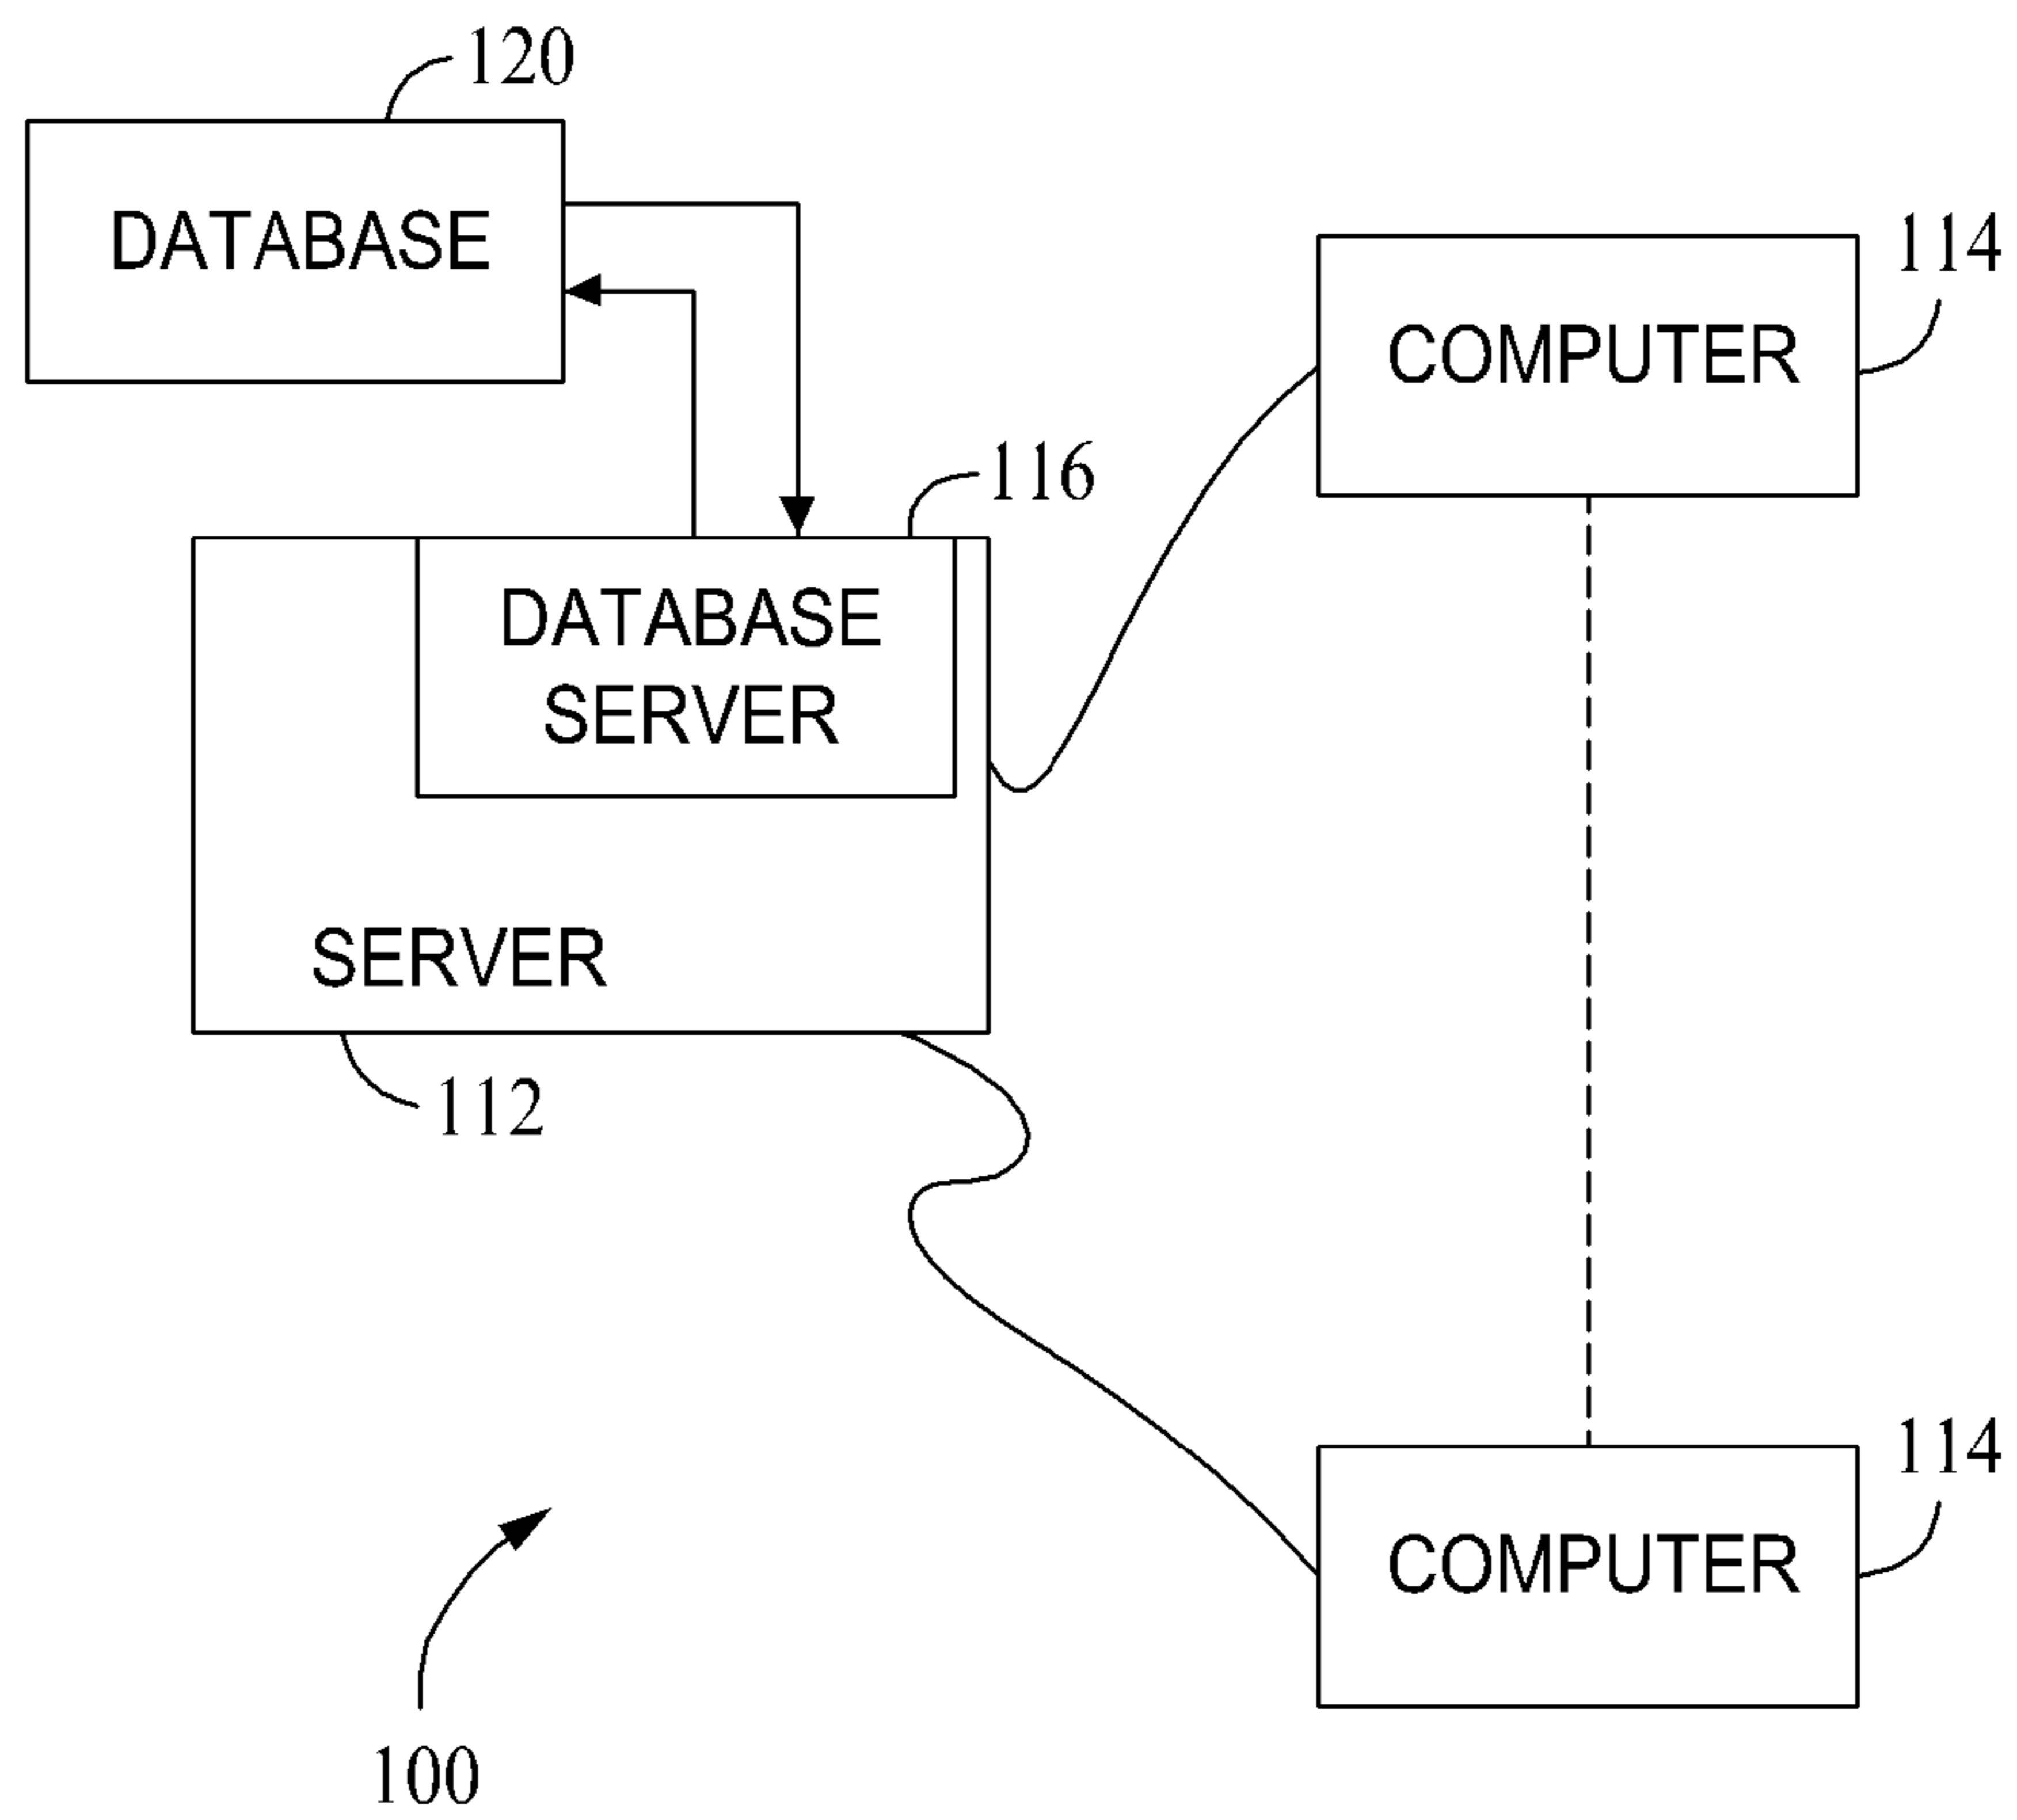 120
DATABASE
114
COMPUTER
116
DATABASE
SERVER
SERVER
112
114
COMPUTER
100